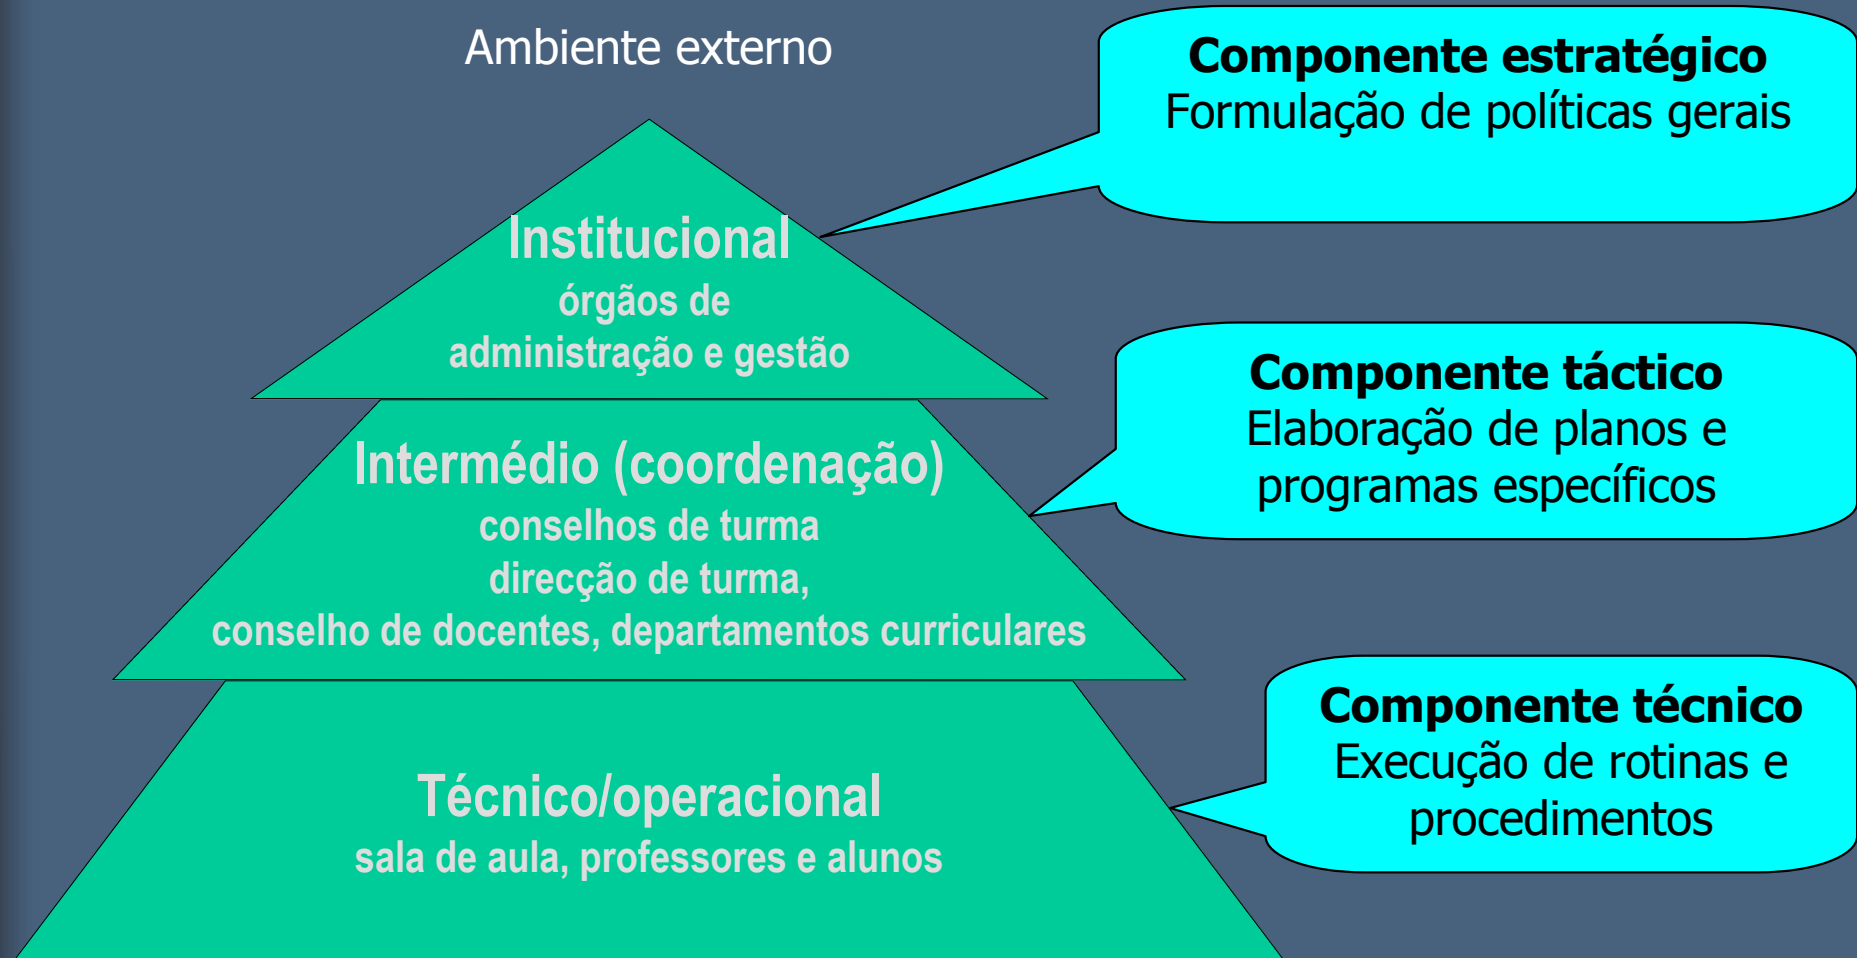 Ambiente externo
Componente estratégico
Formulação de políticas gerais
Institucional
órgãos de
administração e gestão
Componente táctico
Elaboração de planos e
programas específicos
Intermédio (coordenação)
conselhos de turma
direcção de turma,
conselho de docentes, departamentos curriculares
Componente técnico
Execução de rotinas e
procedimentos
Técnico/operacional
sala de aula, professores e alunos